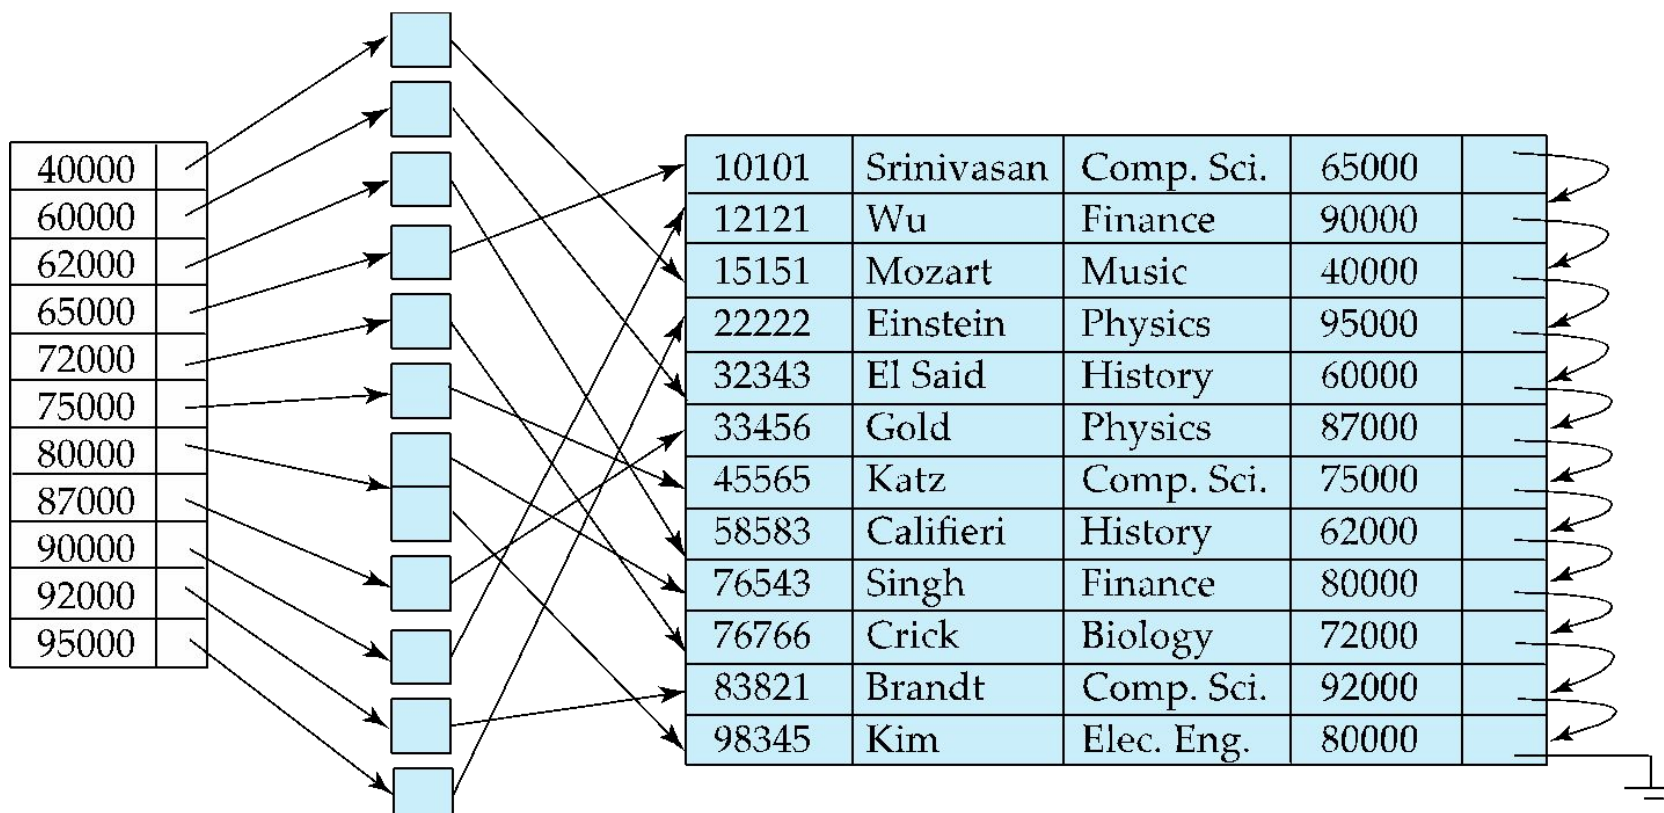 40000
60000
62000
65000
72000
75000
80000
87000
90000
92000
95000
10101 Srinivasan Comp. Sci. 65000
12121 Wu Finance 90000
15151 Mozart Music 40000
22222 Einstein Physics 95000
32343 El Said History 60000
33456 Gold Physics 87000
45565 Katz Comp. Sci. 75000
58583 Califieri History 62000
76543 Singh Finance 80000
76766 Crick Biology 72000
83821 Brandt Comp. Sci. 92000
98345 Kim Elec. Eng. 80000